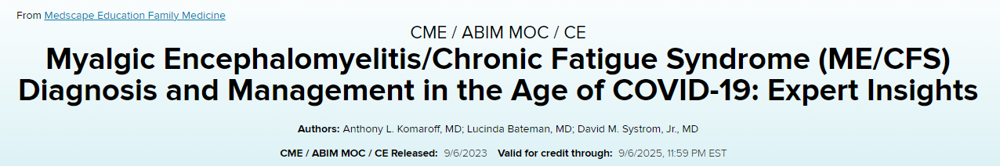 From Medscape Education Family Medicine
CME / ABIM MOC / CE
Myalgic Encephalomyelitis/Chronic Fatigue Syndrome (ME/CFS)
Diagnosis and Management in the Age of COVID-19: Expert Insights
Authors: Anthony L. Komaroff, MD; Lucinda Bateman, MD; David M. Systrom, Jr., MD
CME / ABIM MOC / CE Released: 9/6/2023 Valid for credit through: 9/6/2025, 11:59 PM EST